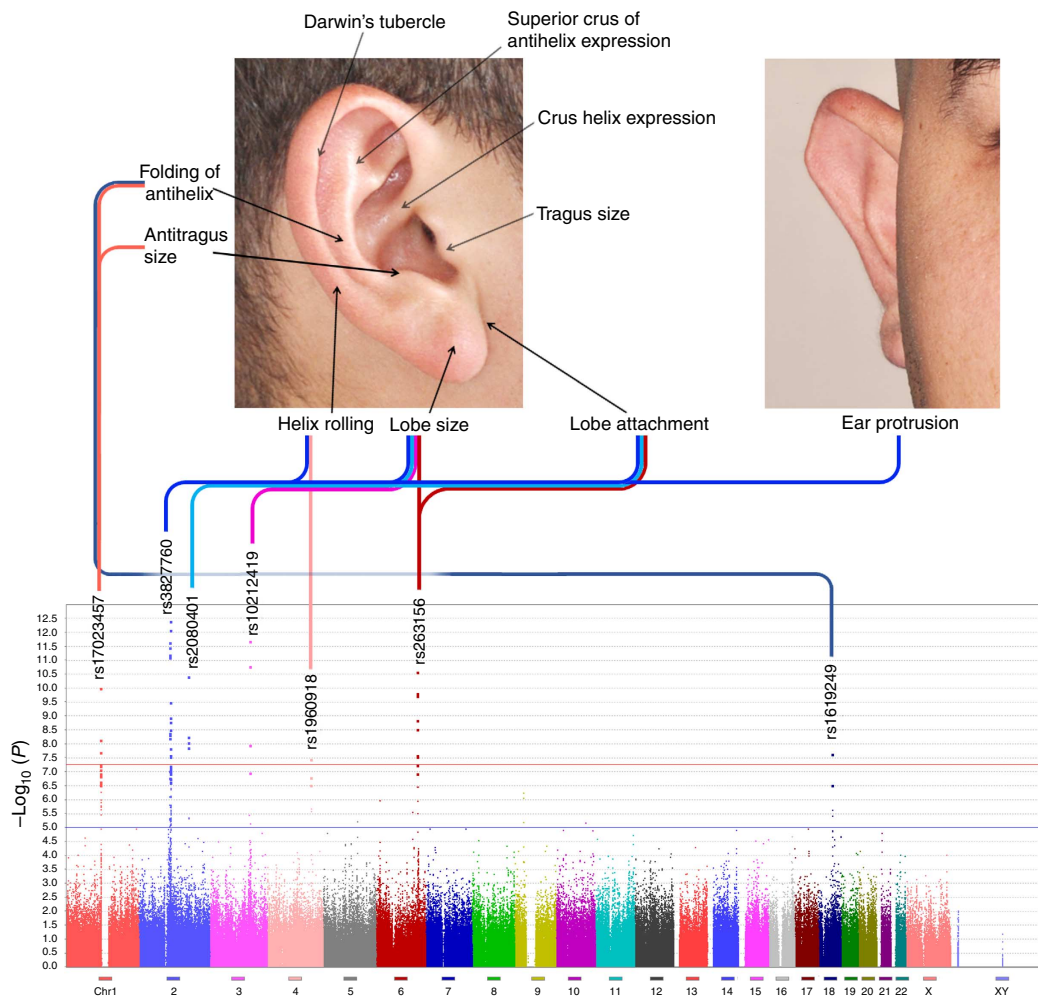 Darwin's tubercle
Superior crus of
antihelix expression
Crus helix expression
Folding of
antihelix
Tragus size
Antitragus
size
Helix rolling
Lobe size
Lobe attachment
Ear protrusion
rs17023457
rs3827760
rs2080401
rs10212419
rs1960918
rs263156
rs1619249
−Log10 (P)
12.5
12.0
11.5
11.0
10.5
10.0
9.5
9.0
8.5
8.0
7.5
7.0
6.5
6.0
5.5
5.0
4.5
4.0
3.5
3.0
2.5
2.0
1.5
1.0
0.5
0.0
Chr1 2 3 4 5 6 7 8 9 10 11 12 13 14 15 16 17 18 19 20 21 22 X XY